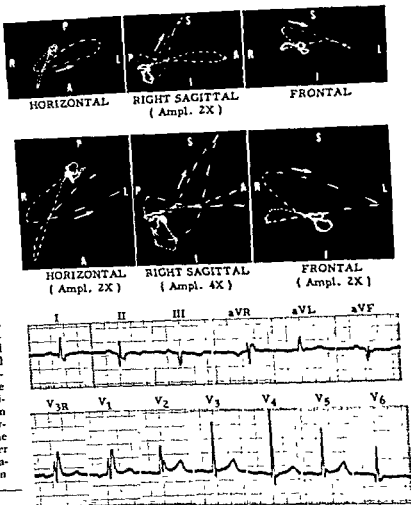 P S S
R L P A R L
A I I
HORIZONTAL RIGHT SAGITTAL FRONTAL
( Ampl. 2X )
P S S
R L P A R L
A I I
HORIZONTAL RIGHT SAGITTAL FRONTAL
( Ampl. 2X ) ( Ampl. 4X ) ( Ampl. 2X )
I II III aVR aVL aVF
V3R V1 V2 V3 V4 V5 V6